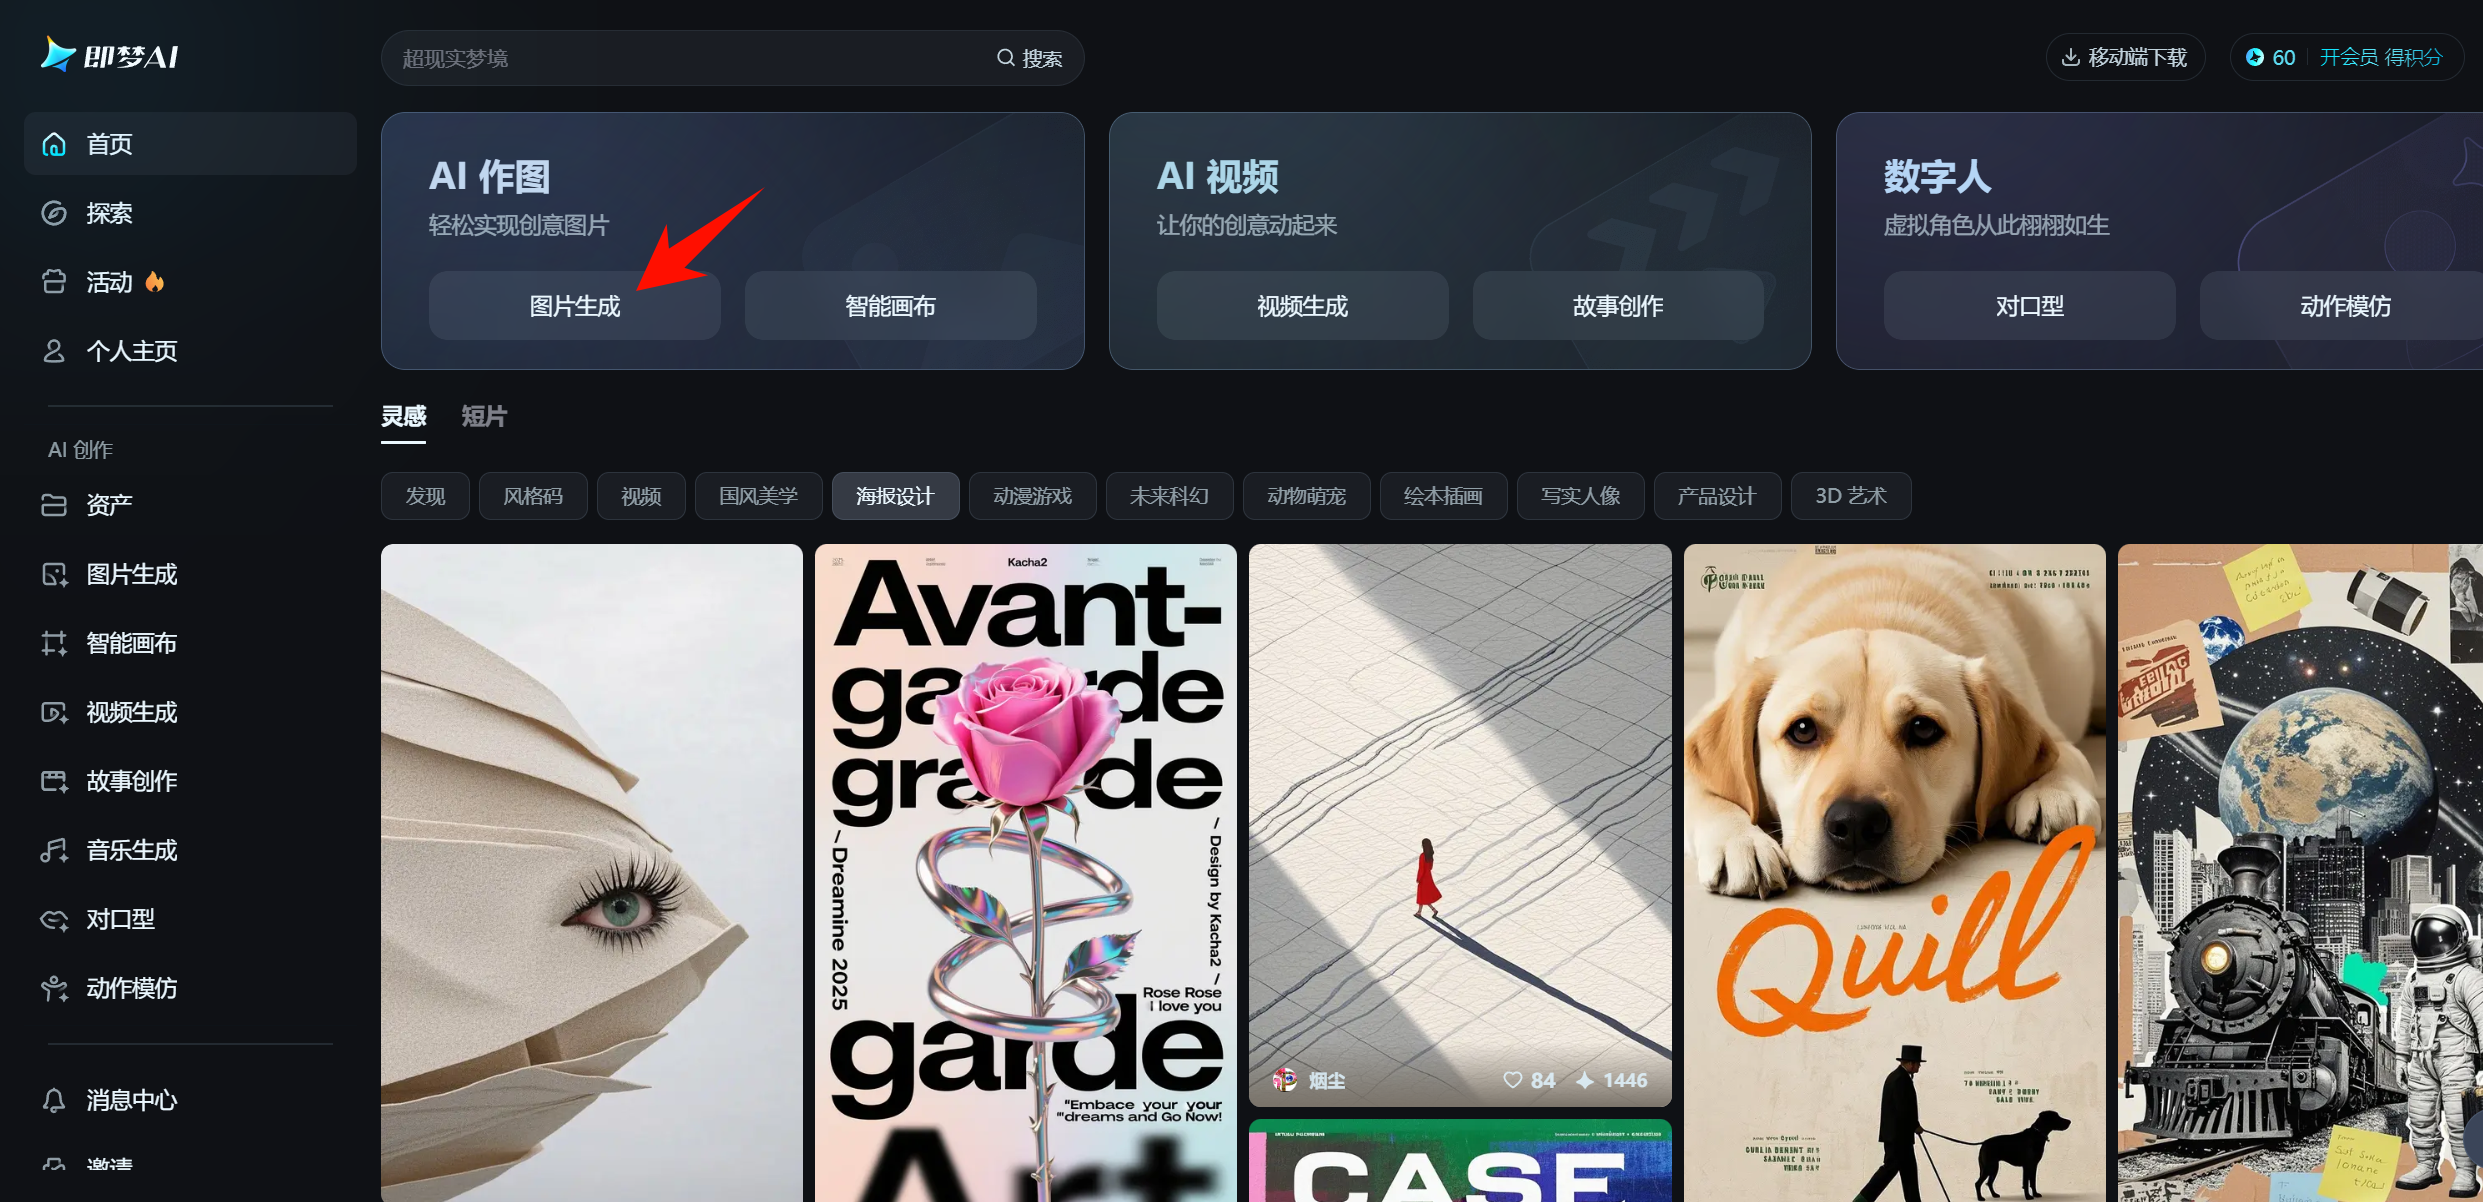 即梦AI
超现实梦境
搜索
移动端下载
60
开会员 得积分
首页
探索
活动
个人主页
AI 创作
资产
图片生成
智能画布
视频生成
故事创作
音乐生成
对口型
动作模仿
消息中心
邀请
AI 作图
轻松实现创意图片
图片生成
智能画布
AI 视频
让你的创意动起来
视频生成
故事创作
数字人
虚拟角色从此栩栩如生
对口型
动作模仿
灵感
短片
发现
风格码
视频
国风美学
海报设计
动漫游戏
未来科幻
动物萌宠
绘本插画
写实人像
产品设计
3D 艺术
Kacha2
Avant-
garde
grade
~ Dreamine 2025
~ Design by Kacha2 ~
Rose Rose
I love you
garde
"Embace your your
"'dreams and Go Now!
Art
烟尘
84
1446
CASE
Quill